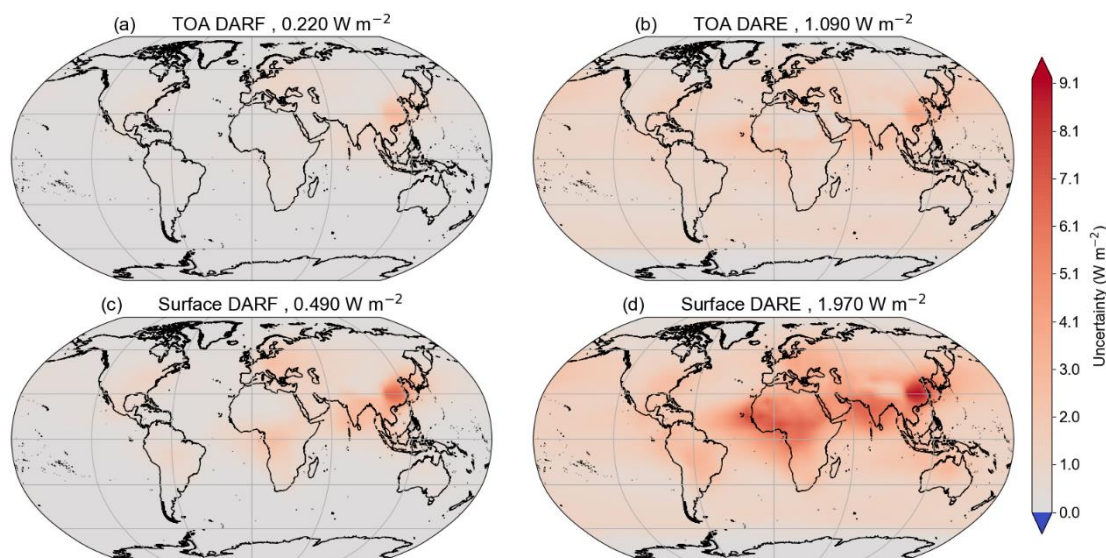 (a) TOA DARF , 0.220 W m⁻²
(b) TOA DARE , 1.090 W m⁻²
(c) Surface DARF , 0.490 W m⁻²
(d) Surface DARE , 1.970 W m⁻²
9.1
8.1
7.1
6.1
5.1
4.1
3.0
2.0
1.0
0.0
Uncertainty (W m⁻²)